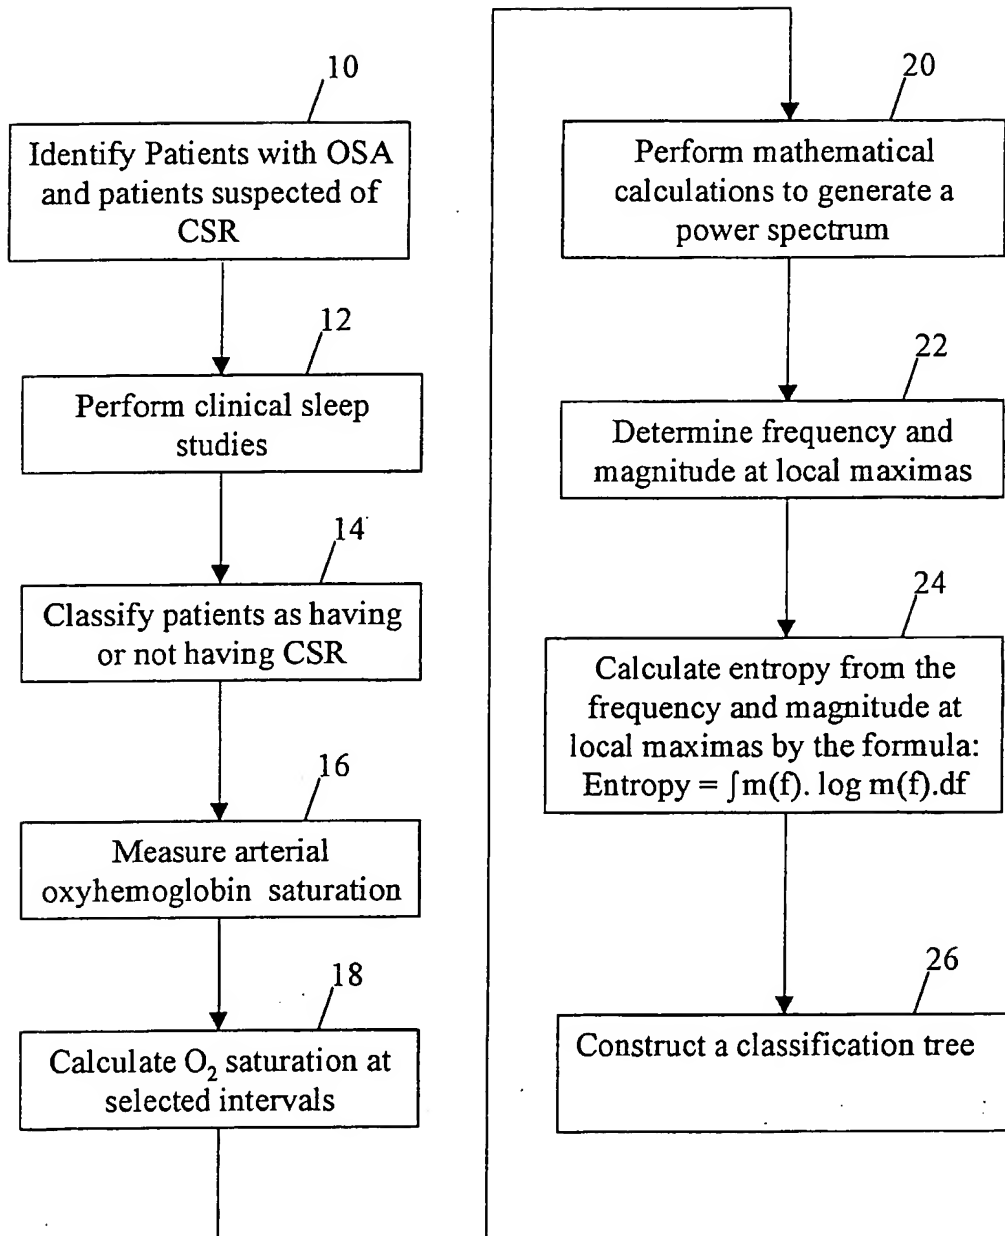 10
Identify Patients with OSA
and patients suspected of
CSR
12
Perform clinical sleep
studies
14
Classify patients as having
or not having CSR
16
Measure arterial
oxyhemoglobin saturation
18
Calculate O₂ saturation at
selected intervals
20
Perform mathematical
calculations to generate a
power spectrum
22
Determine frequency and
magnitude at local maximas
24
Calculate entropy from the
frequency and magnitude at
local maximas by the formula:
Entropy = ∫m(f). log m(f).df
26
Construct a classification tree